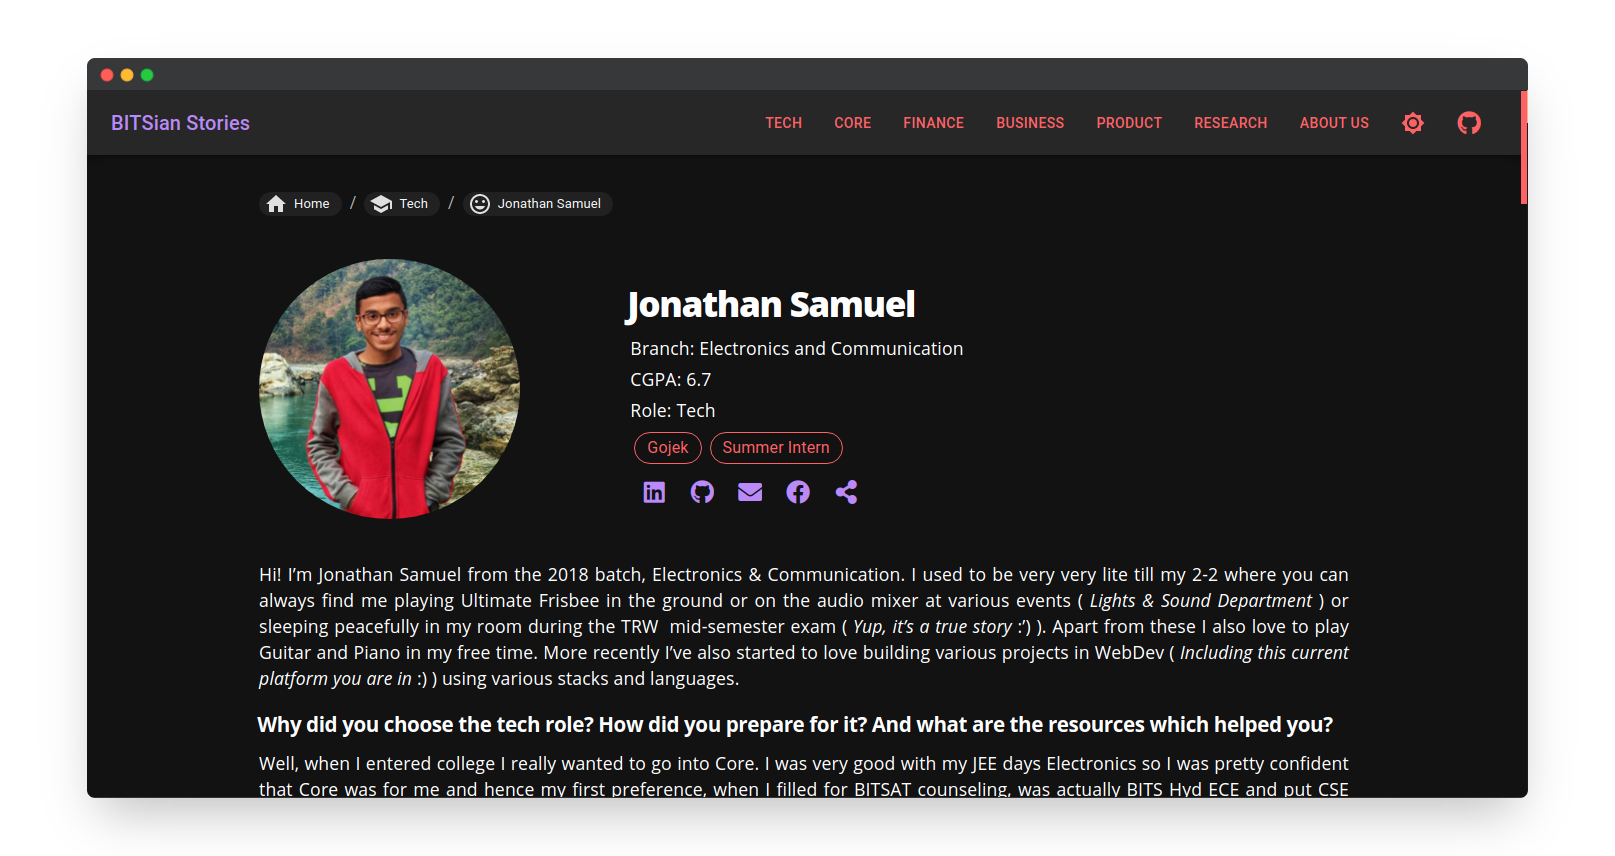 BITSian Stories
TECH CORE FINANCE BUSINESS PRODUCT RESEARCH ABOUT US
Home / Tech / Jonathan Samuel
Jonathan Samuel
Branch: Electronics and Communication
CGPA: 6.7
Role: Tech
Gojek Summer Intern
Hi! I’m Jonathan Samuel from the 2018 batch, Electronics & Communication. I used to be very very lite till my 2-2 where you can
always find me playing Ultimate Frisbee in the ground or on the audio mixer at various events ( Lights & Sound Department ) or
sleeping peacefully in my room during the TRW  mid-semester exam ( Yup, it’s a true story :’) ). Apart from these I also love to play
Guitar and Piano in my free time. More recently I’ve also started to love building various projects in WebDev ( Including this current
platform you are in :) ) using various stacks and languages.
Why did you choose the tech role? How did you prepare for it? And what are the resources which helped you?
Well, when I entered college I really wanted to go into Core. I was very good with my JEE days Electronics so I was pretty confident
that Core was for me and hence my first preference, when I filled for BITSAT counseling, was actually BITS Hyd ECE and put CSE